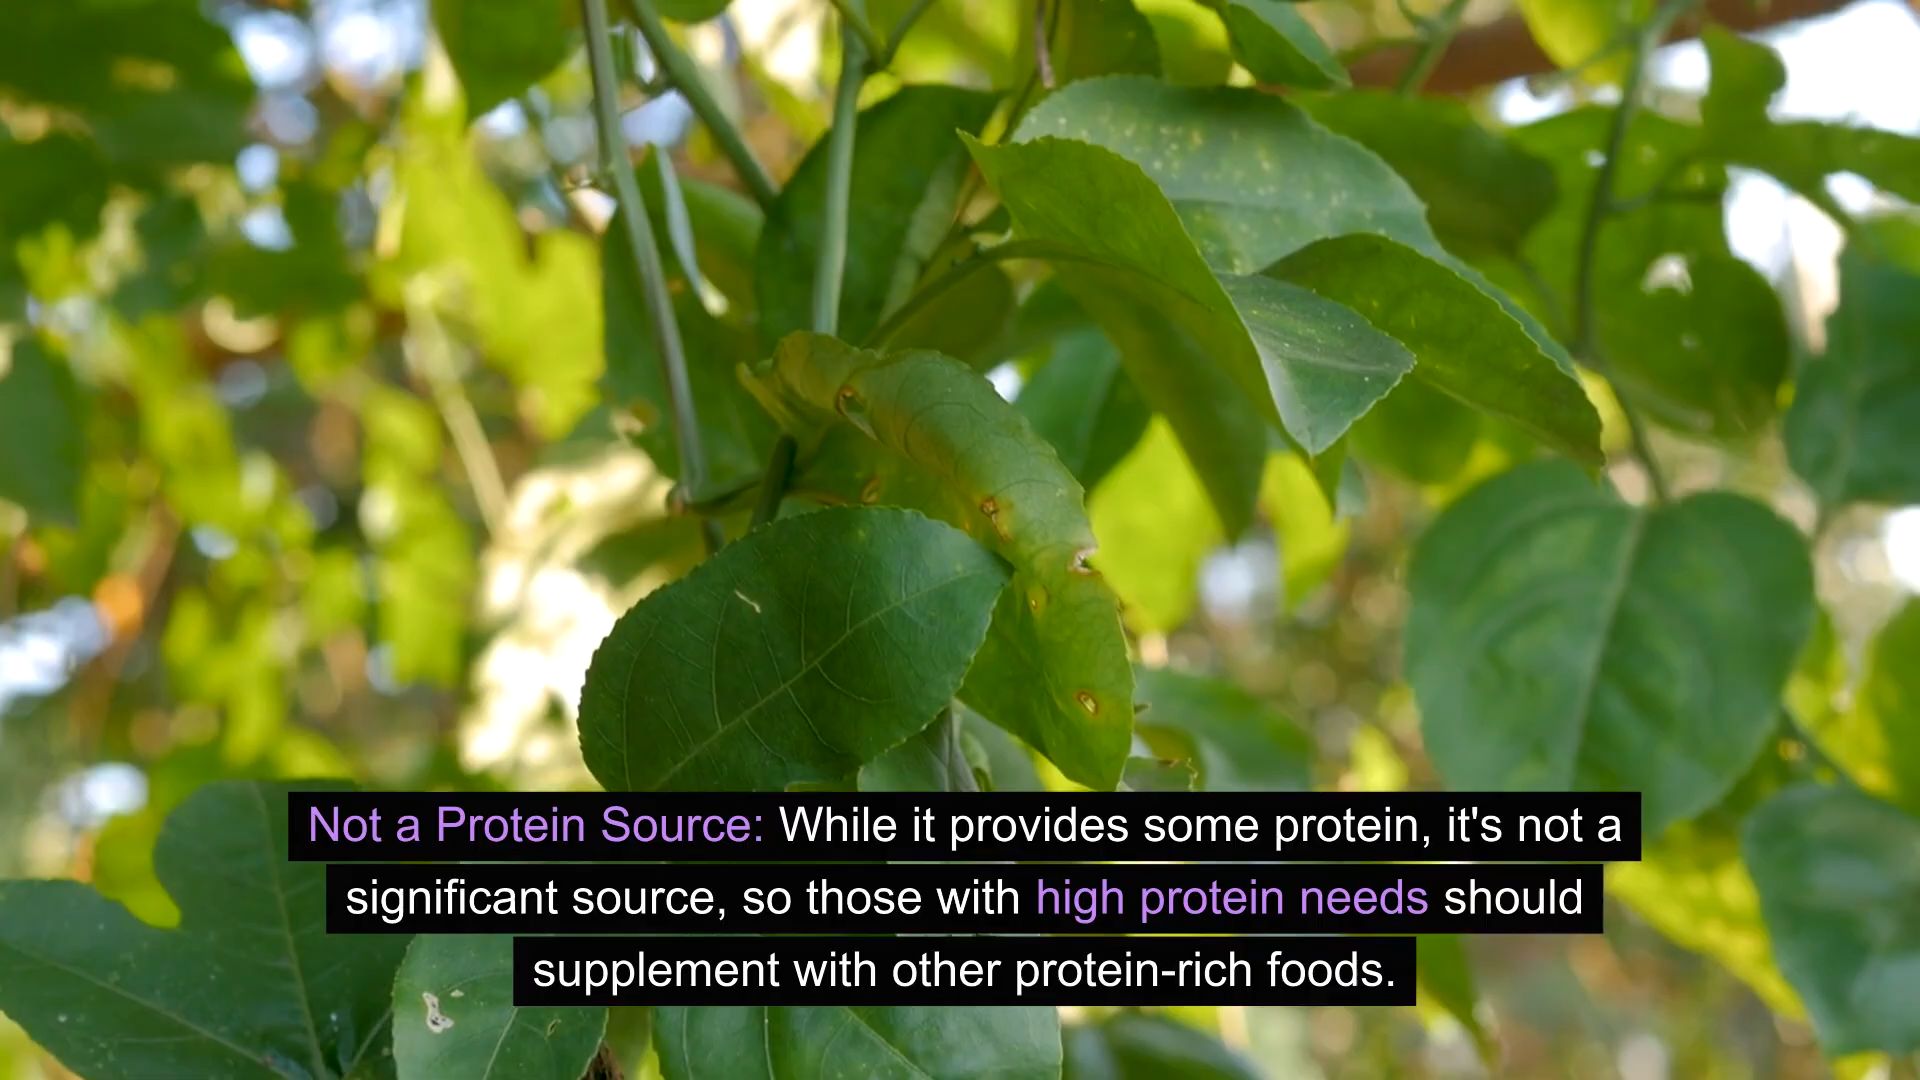 Not a Protein Source: While it provides some protein, it's not a
significant source, so those with high protein needs should
supplement with other protein-rich foods.